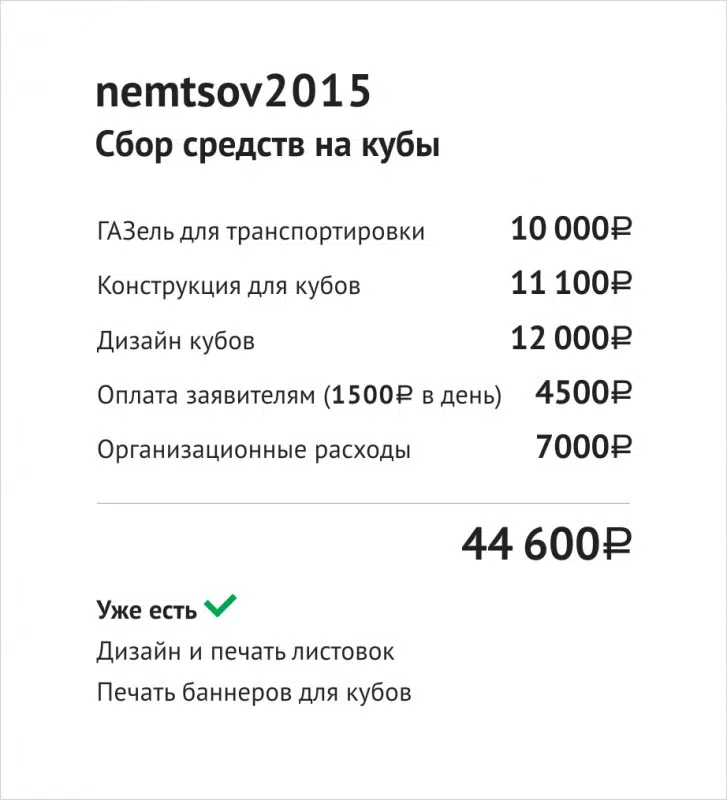 nemtsov2015
Сбор средств на кубы
ГАЗель для транспортировки 10 000₽
Конструкция для кубов 11 100₽
Дизайн кубов 12 000₽
Оплата заявителям (1500₽ в день) 4500₽
Организационные расходы 7000₽
44 600₽
Уже есть
Дизайн и печать листовок
Печать баннеров для кубов